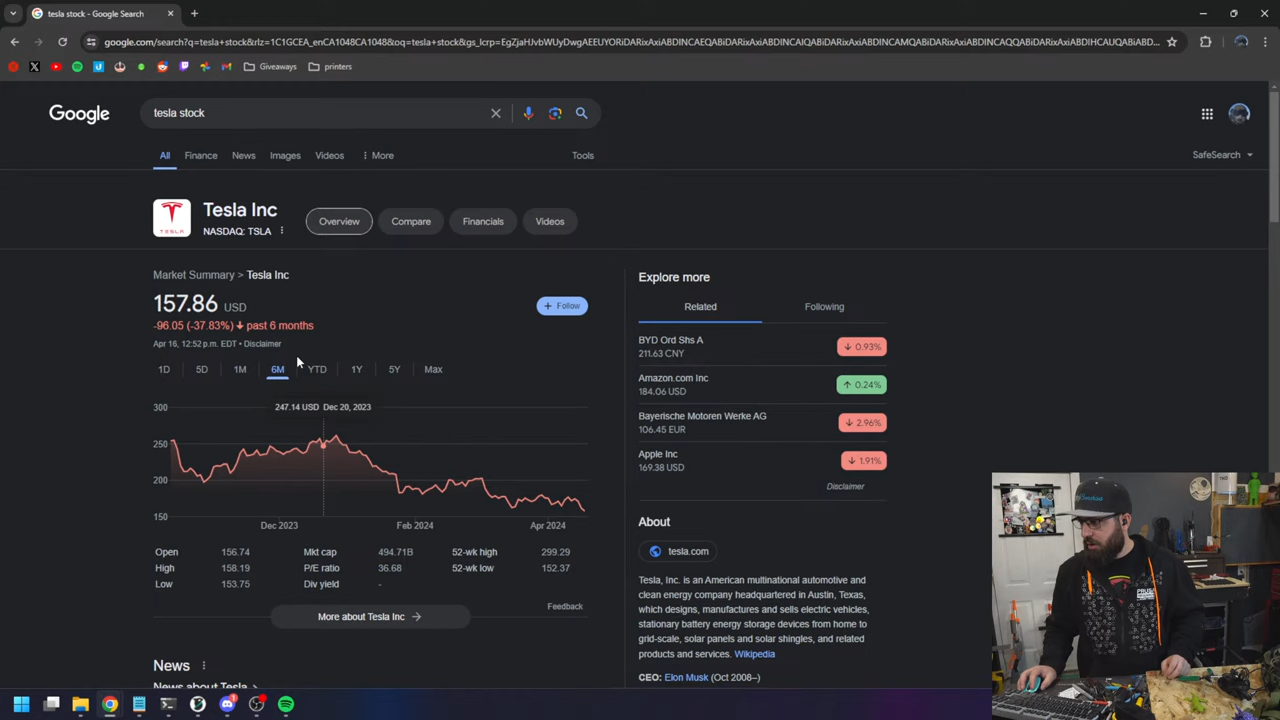 tesla stock - Google Search
google.com/search?q=tesla+stock&rlz=1C1GCEA_enCA1048CA1048&oq=tesla+stock&gs_lcrp=
Giveaways
printers
Google
tesla stock
All
Finance
News
Images
Videos
More
Tools
SafeSearch
TESLA
Tesla Inc
NASDAQ: TSLA
Overview
Compare
Financials
Videos
Market Summary > Tesla Inc
157.86 USD
+ Follow
-96.05 (-37.83%) ↓ past 6 months
Apr 16, 12:52 p.m. EDT • Disclaimer
1D
5D
1M
6M
YTD
1Y
5Y
Max
247.14 USD Dec 20, 2023
300
250
200
150
Dec 2023
Feb 2024
Apr 2024
Open 156.74 Mkt cap 494.71B 52-wk high 299.29
High 158.19 P/E ratio 36.68 52-wk low 152.37
Low 153.75 Div yield -
Feedback
More about Tesla Inc →
News
News about Tesla
Explore more
Related
Following
BYD Ord Shs A
211.63 CNY
↓ 0.93%
Amazon.com Inc
184.06 USD
↑ 0.24%
Bayerische Motoren Werke AG
106.45 EUR
↓ 2.96%
Apple Inc
169.38 USD
↓ 1.91%
Disclaimer
About
tesla.com
Tesla, Inc. is an American multinational automotive and
clean energy company headquartered in Austin, Texas,
which designs, manufactures and sells electric vehicles,
stationary battery energy storage devices from home to
grid-scale, solar panels and solar shingles, and related
products and services. Wikipedia
CEO: Elon Musk (Oct 2008–)